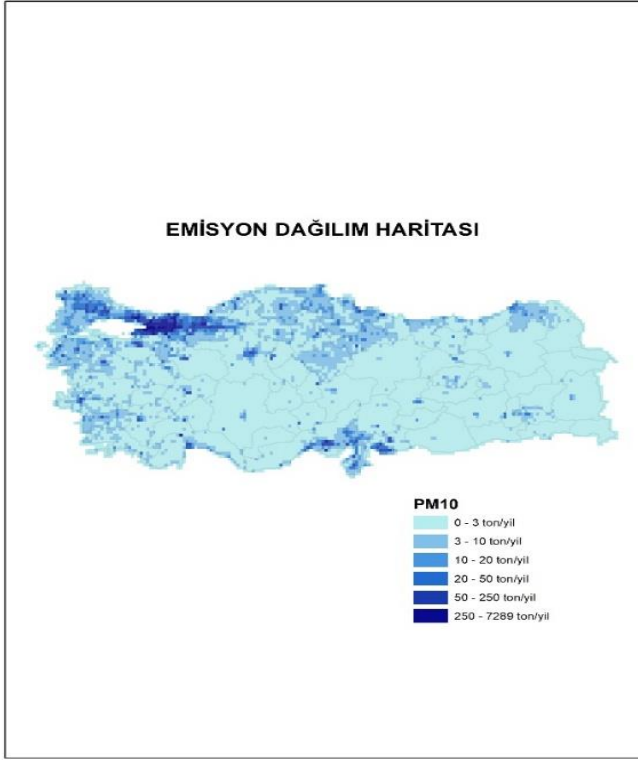 EMİSYON DAĞILIM HARİTASI
PM10
0 - 3 ton/yil
3 - 10 ton/yil
10 - 20 ton/yil
20 - 50 ton/yil
50 - 250 ton/yil
250 - 7289 ton/yil